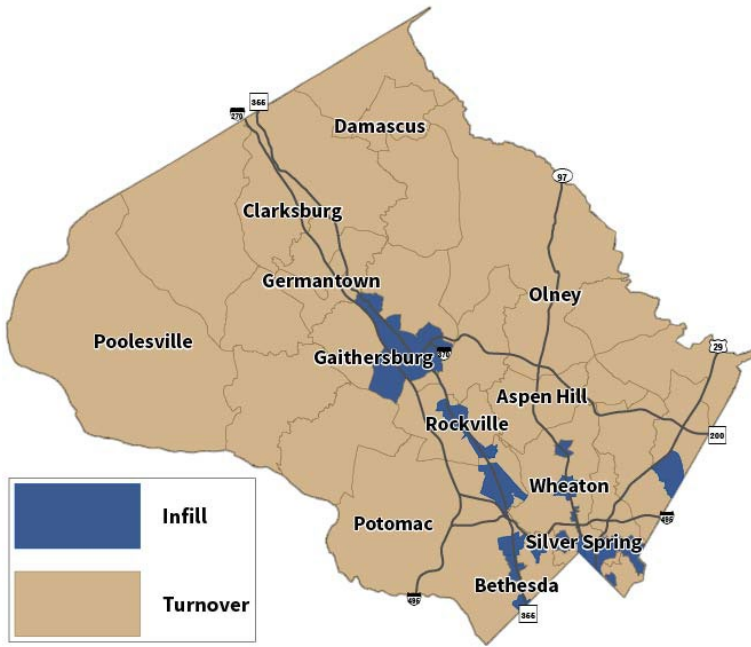 366
270
Damascus
97
Clarksburg
Germantown
Olney
Poolesville
29
Gaithersburg
370
Aspen Hill
Rockville
200
Wheaton
Infill
Potomac
495
Silver Spring
Bethesda
Turnover
495
366